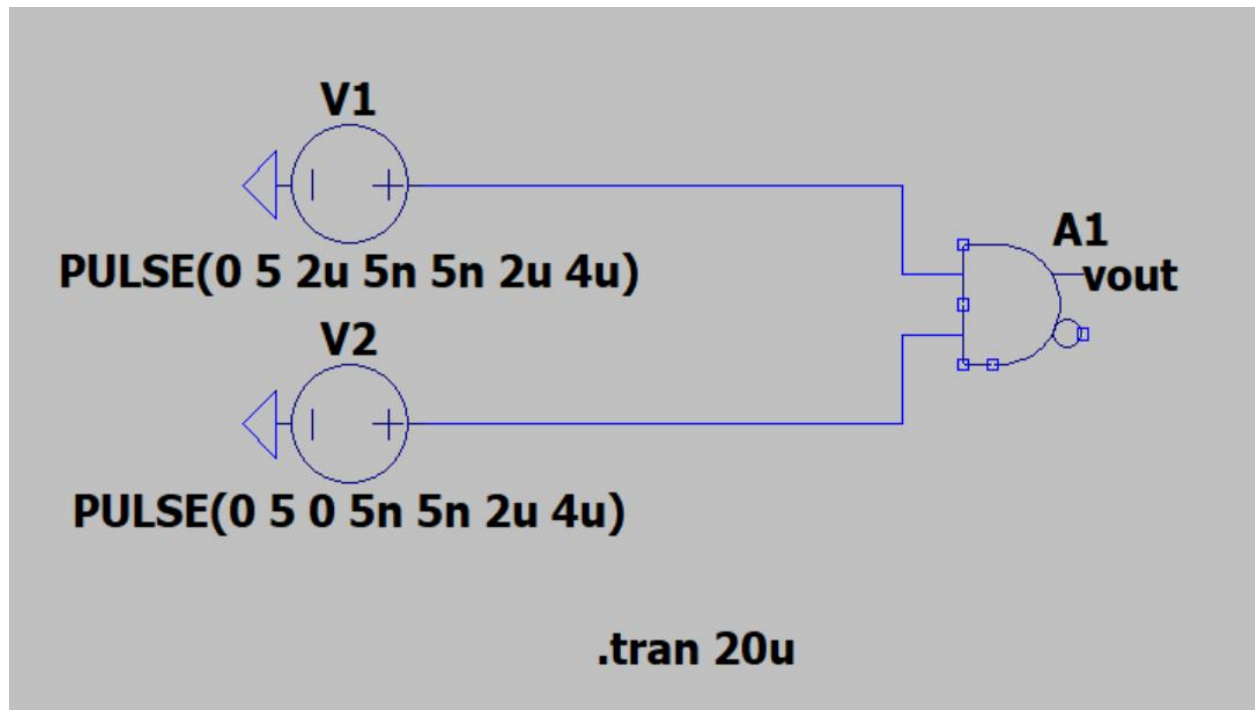 V1
PULSE(0 5 2u 5n 5n 2u 4u)
A1
vout
V2
PULSE(0 5 0 5n 5n 2u 4u)
.tran 20u